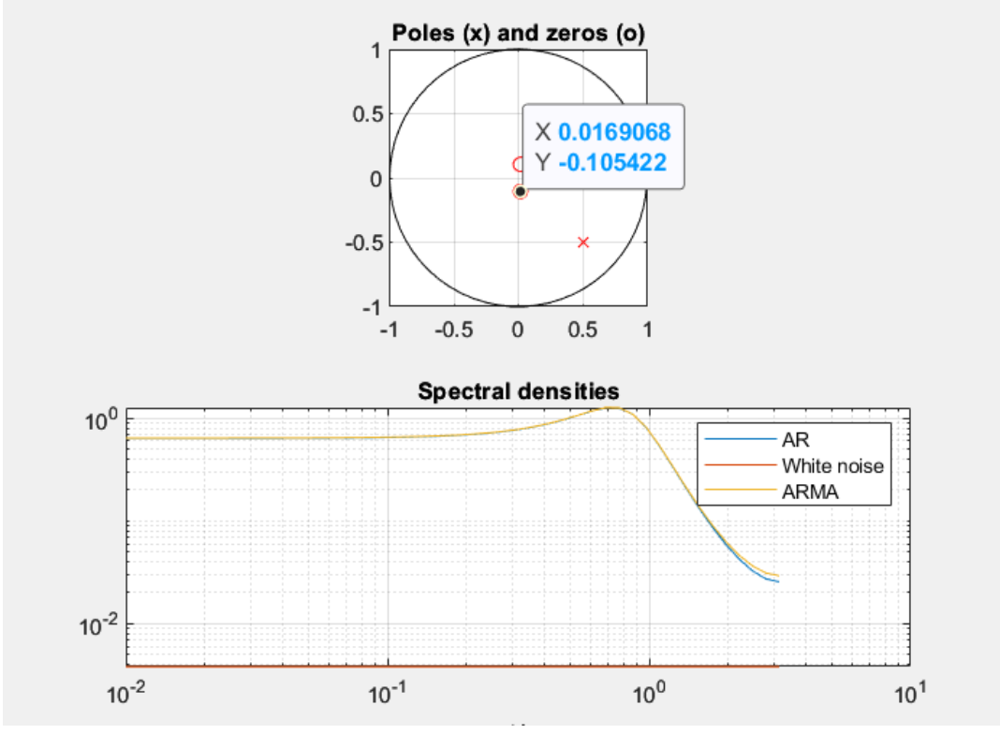 Poles (x) and zeros (o)
1
0.5
0
-0.5
-1
X 0.0169068
Y -0.105422
-1 -0.5 0 0.5 1
Spectral densities
10^0
10^-2
AR
White noise
ARMA
10^-2 10^-1 10^0 10^1